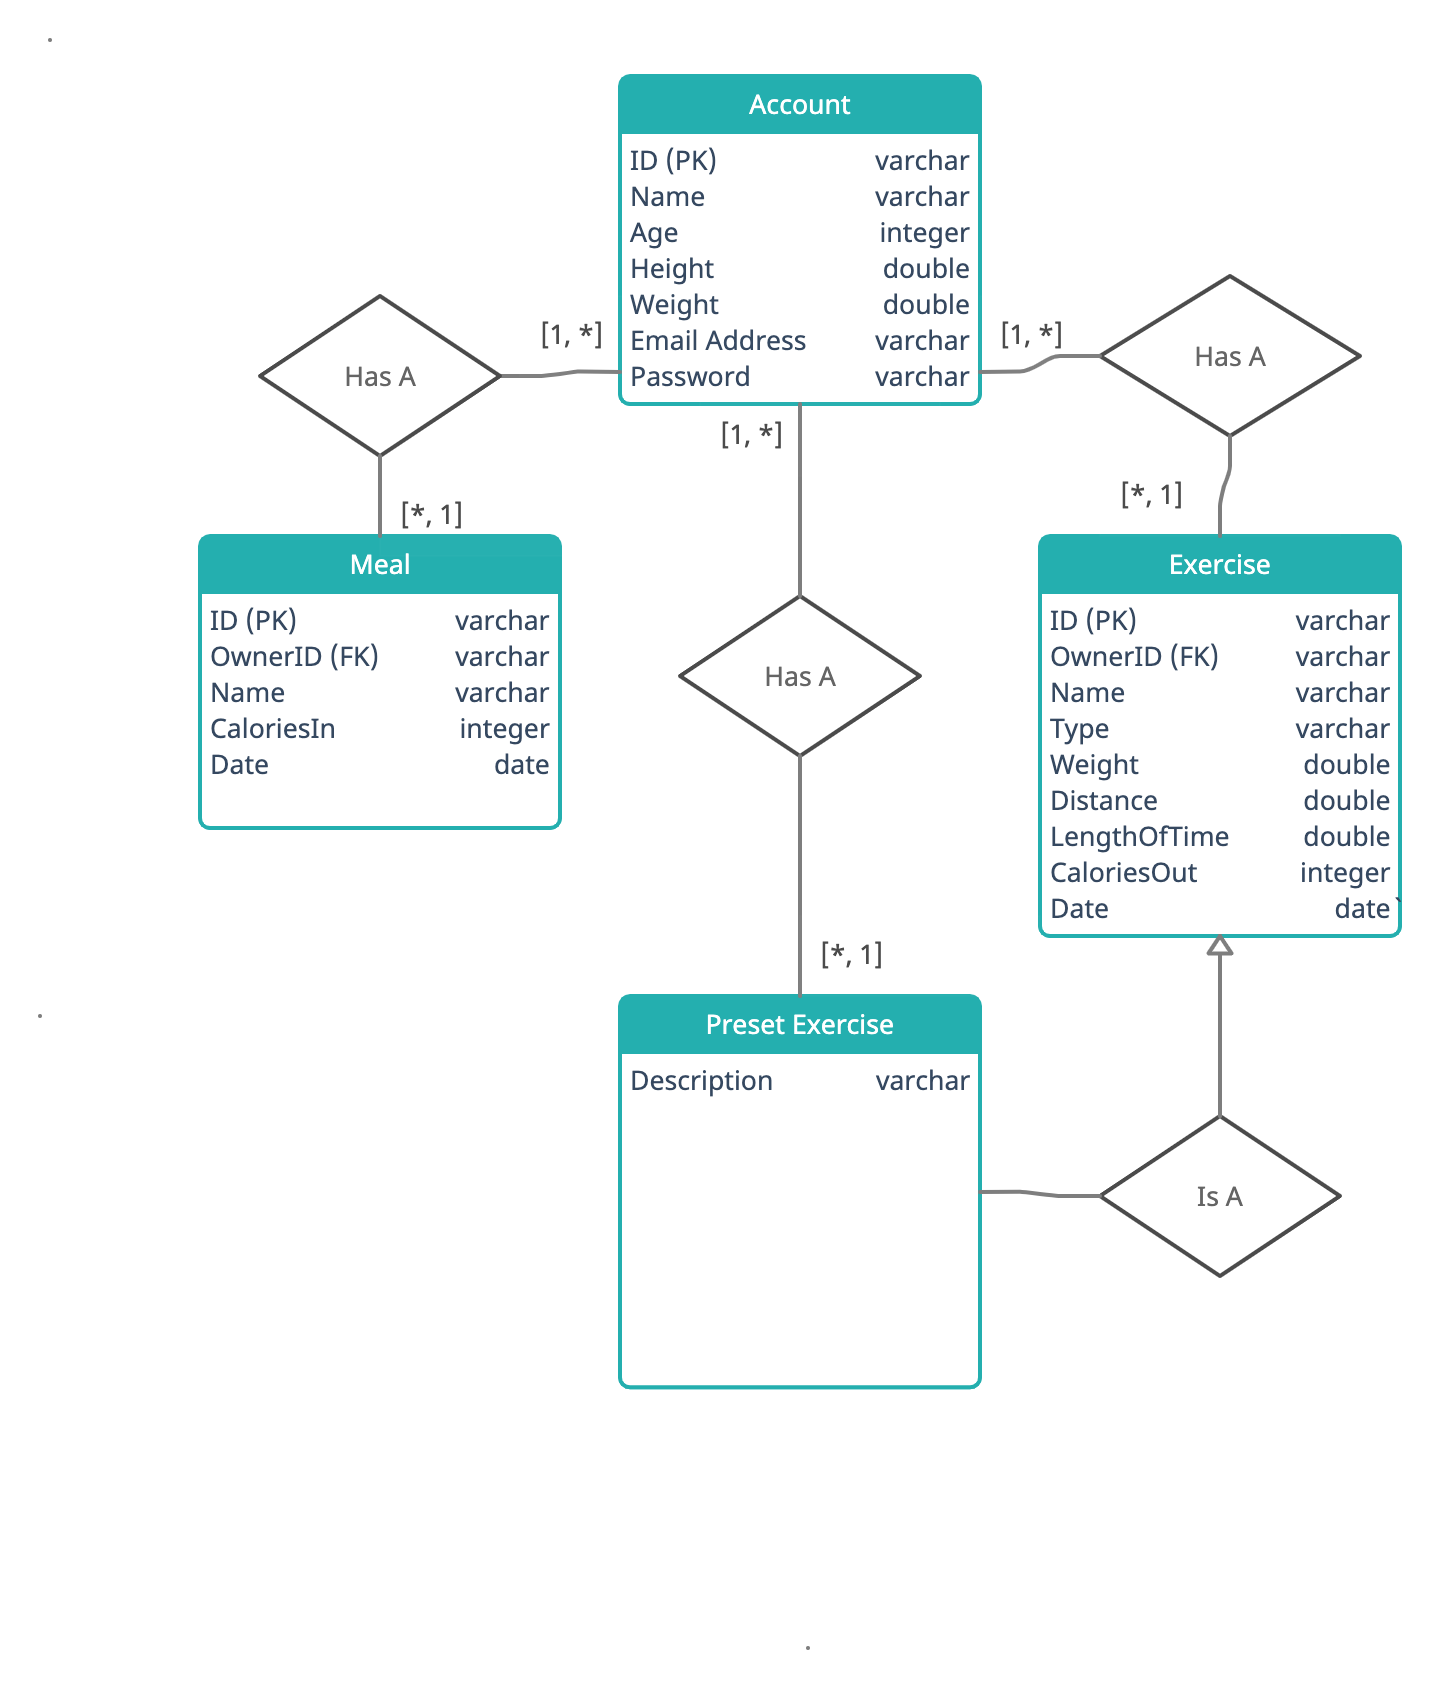 Account
ID (PK) varchar
Name varchar
Age integer
Height double
Weight double
Email Address varchar
Password varchar
[1, *]
[1, *]
Has A
Has A
[1, *]
[*, 1]
[*, 1]
Meal
ID (PK) varchar
OwnerID (FK) varchar
Name varchar
CaloriesIn integer
Date date
Has A
Exercise
ID (PK) varchar
OwnerID (FK) varchar
Name varchar
Type varchar
Weight double
Distance double
LengthOfTime double
CaloriesOut integer
Date date`
[*, 1]
Preset Exercise
Description varchar
Is A